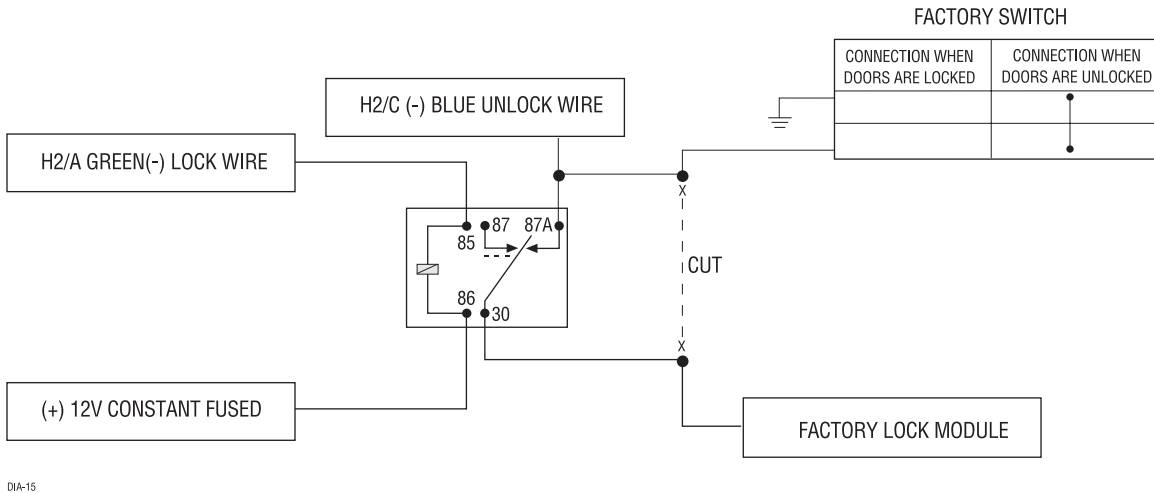 FACTORY SWITCH
CONNECTION WHEN
DOORS ARE LOCKED
CONNECTION WHEN
DOORS ARE UNLOCKED
H2/C (-) BLUE UNLOCK WIRE
H2/A GREEN(-) LOCK WIRE
87
87A
85
X
CUT
86
30
X
(+) 12V CONSTANT FUSED
FACTORY LOCK MODULE
DIA-15